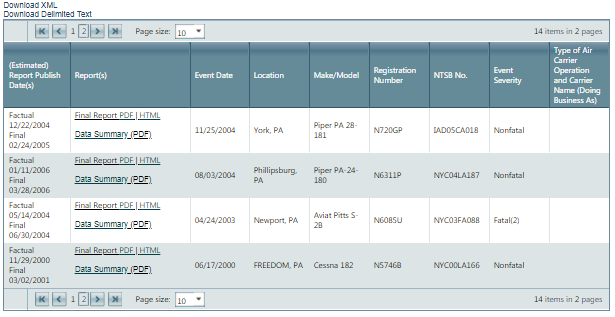 Download XML
Download Delimited Text
1 2 Page size: 10 14 items in 2 pages
(Estimated) Report Publish Date(s) Report(s) Event Date Location Make/Model Registration Number NTSB No. Event Severity Type of Air Carrier Operation and Carrier Name (Doing Business As)
Factual
12/22/2004
Final
02/24/2005
Final Report PDF | HTML
Data Summary (PDF)
11/25/2004 York, PA Piper PA 28-181 N720GP IAD05CA018 Nonfatal
Factual
01/11/2006
Final
03/28/2006
Final Report PDF | HTML
Data Summary (PDF)
08/03/2004 Phillipsburg, PA Piper PA-24-180 N6311P NYC04LA187 Nonfatal
Factual
05/14/2004
Final
06/30/2004
Final Report PDF | HTML
Data Summary (PDF)
04/24/2003 Newport, PA Aviat Pitts S-2B N6085U NYC03FA088 Fatal(2)
Factual
11/29/2000
Final
03/02/2001
Final Report PDF | HTML
Data Summary (PDF)
06/17/2000 FREEDOM, PA Cessna 182 N5746B NYC00LA166 Nonfatal
1 2 Page size: 10 14 items in 2 pages